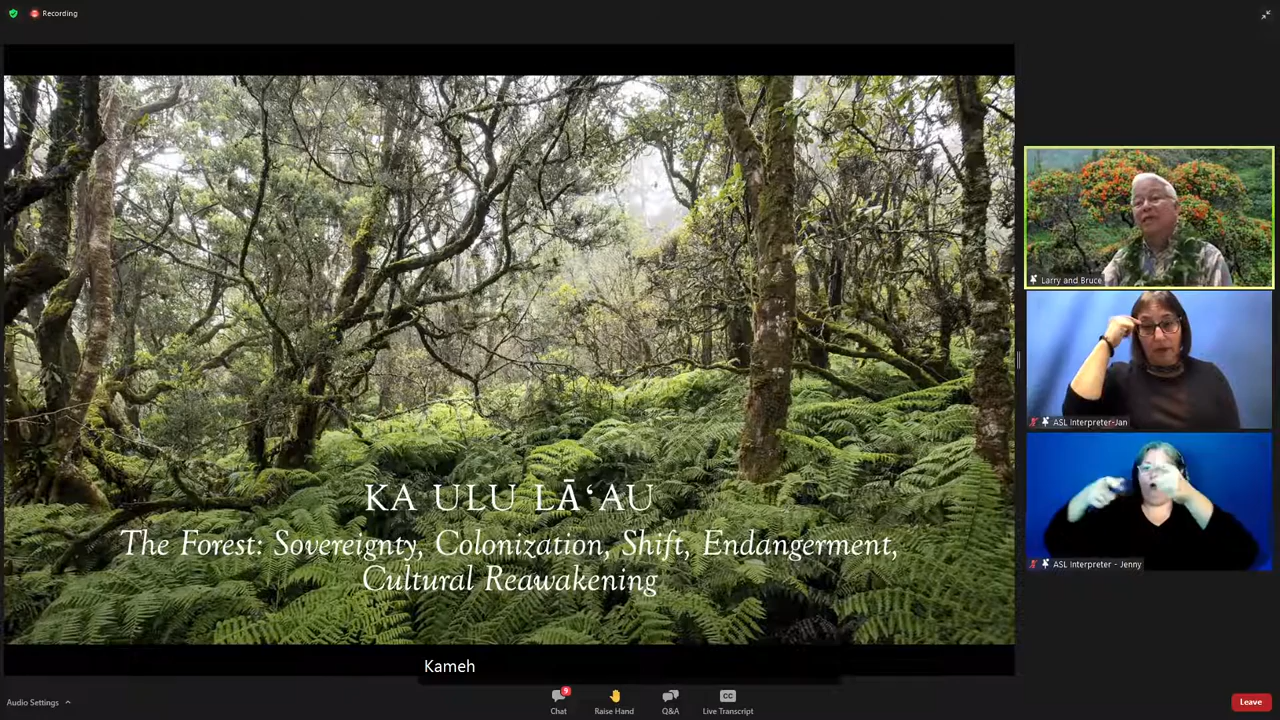 Recording
KA ULU LĀʻAU
The Forest: Sovereignty, Colonization, Shift, Endangerment,
Cultural Reawakening
Larry and Bruce
ASL Interpreter-Jan
ASL Interpreter - Jenny
Kameh
Audio Settings
9
Chat
Raise Hand
Q&A
CC
Live Transcript
Leave